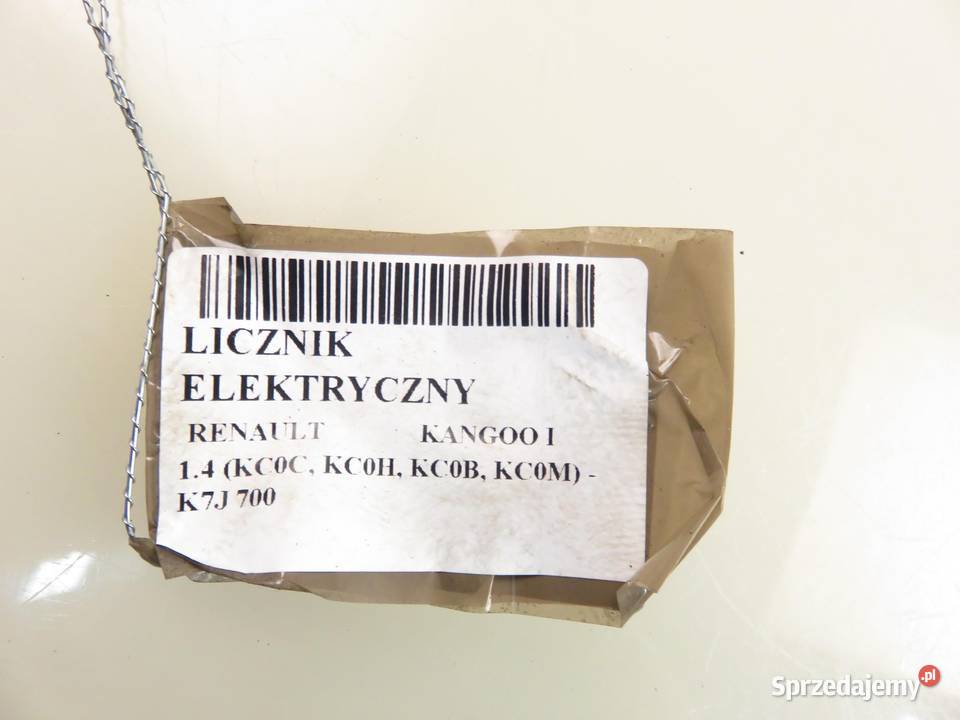 LICZNIK
ELEKTRYCZNY
RENAULT KANGOO I
1.4 (KC0C, KC0H, KC0B, KC0M) -
K7J 700
Sprzedajemy.pl